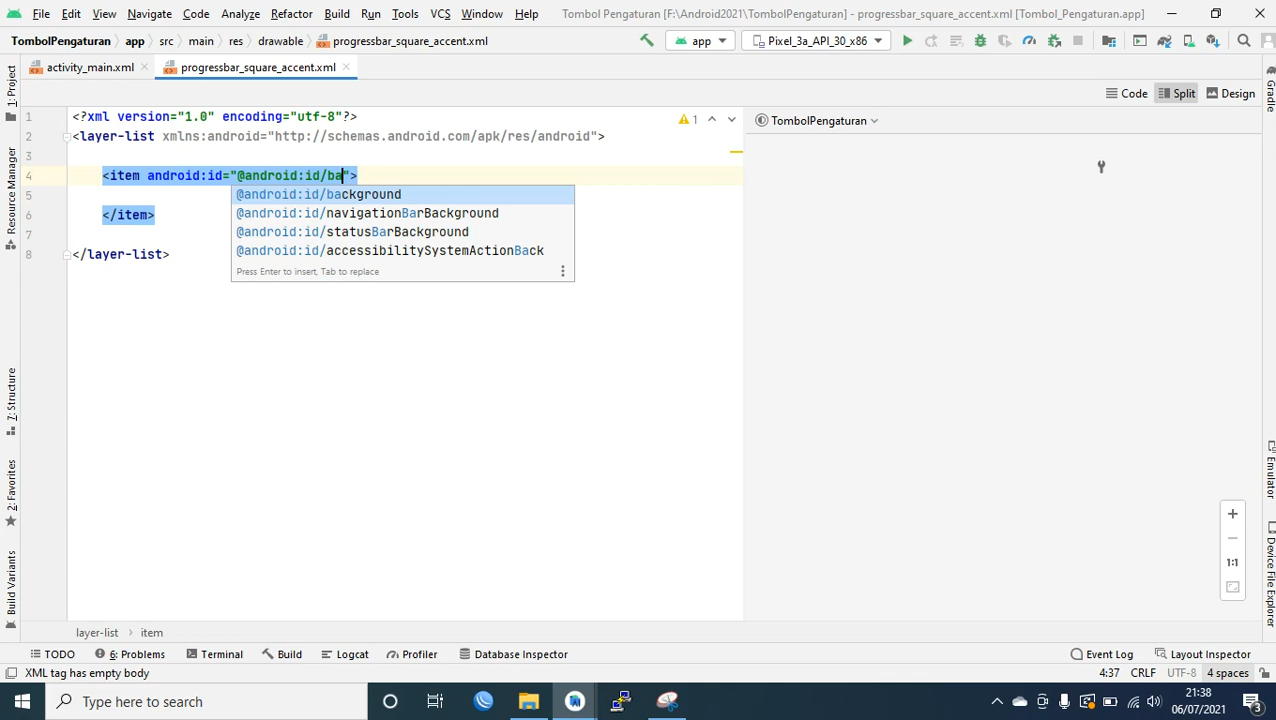 File Edit View Navigate Code Analyze Refactor Build Run Tools VCS Window Help Tombol Pengaturan [F:\Android2021\TombolPengaturan] - progressbar_square_accent.xml [Tombol_Pengaturan.app]
TombolPengaturan app src main res drawable progressbar_square_accent.xml app Pixel_3a_API_30_x86
activity_main.xml progressbar_square_accent.xml
Code Split Design
1 <?xml version="1.0" encoding="utf-8"?>
2 <layer-list xmlns:android="http://schemas.android.com/apk/res/android">
3
4 <item android:id="@android:id/ba">
5
6 </item>
7
8 </layer-list>
@android:id/background
@android:id/navigationBarBackground
@android:id/statusBarBackground
@android:id/accessibilitySystemActionBack
Press Enter to insert, Tab to replace
1
TombolPengaturan
1:1
1: Project
Resource Manager
7: Structure
2: Favorites
Build Variants
Gradle
Emulator
Device File Explorer
layer-list item
TODO 6: Problems Terminal Build Logcat Profiler Database Inspector Event Log Layout Inspector
XML tag has empty body 4:37 CRLF UTF-8 4 spaces
Type here to search
21:38
06/07/2021
3